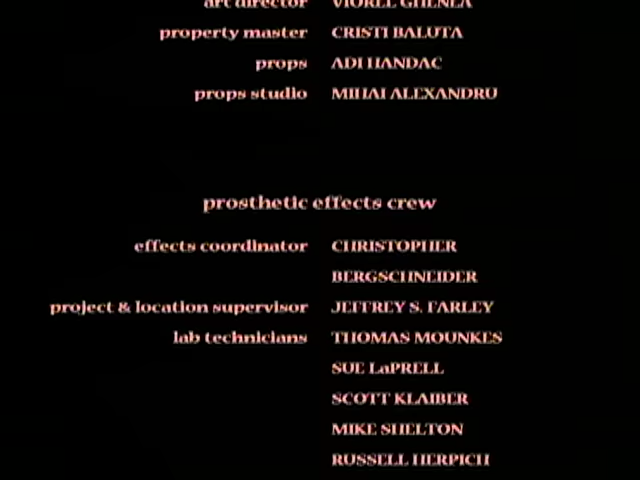 art director VIOREL GHENEA
property master CRISTI BALUTA
props ADI HANDAC
props studio MIHAI ALEXANDRU
prosthetic effects crew
effects coordinator CHRISTOPHER
BERGSCHNEIDER
project & location supervisor JEFFREY S. FARLEY
lab technicians THOMAS MOUNKES
SUE LaPRELL
SCOTT KLAIBER
MIKE SHELTON
RUSSELL HERPICH